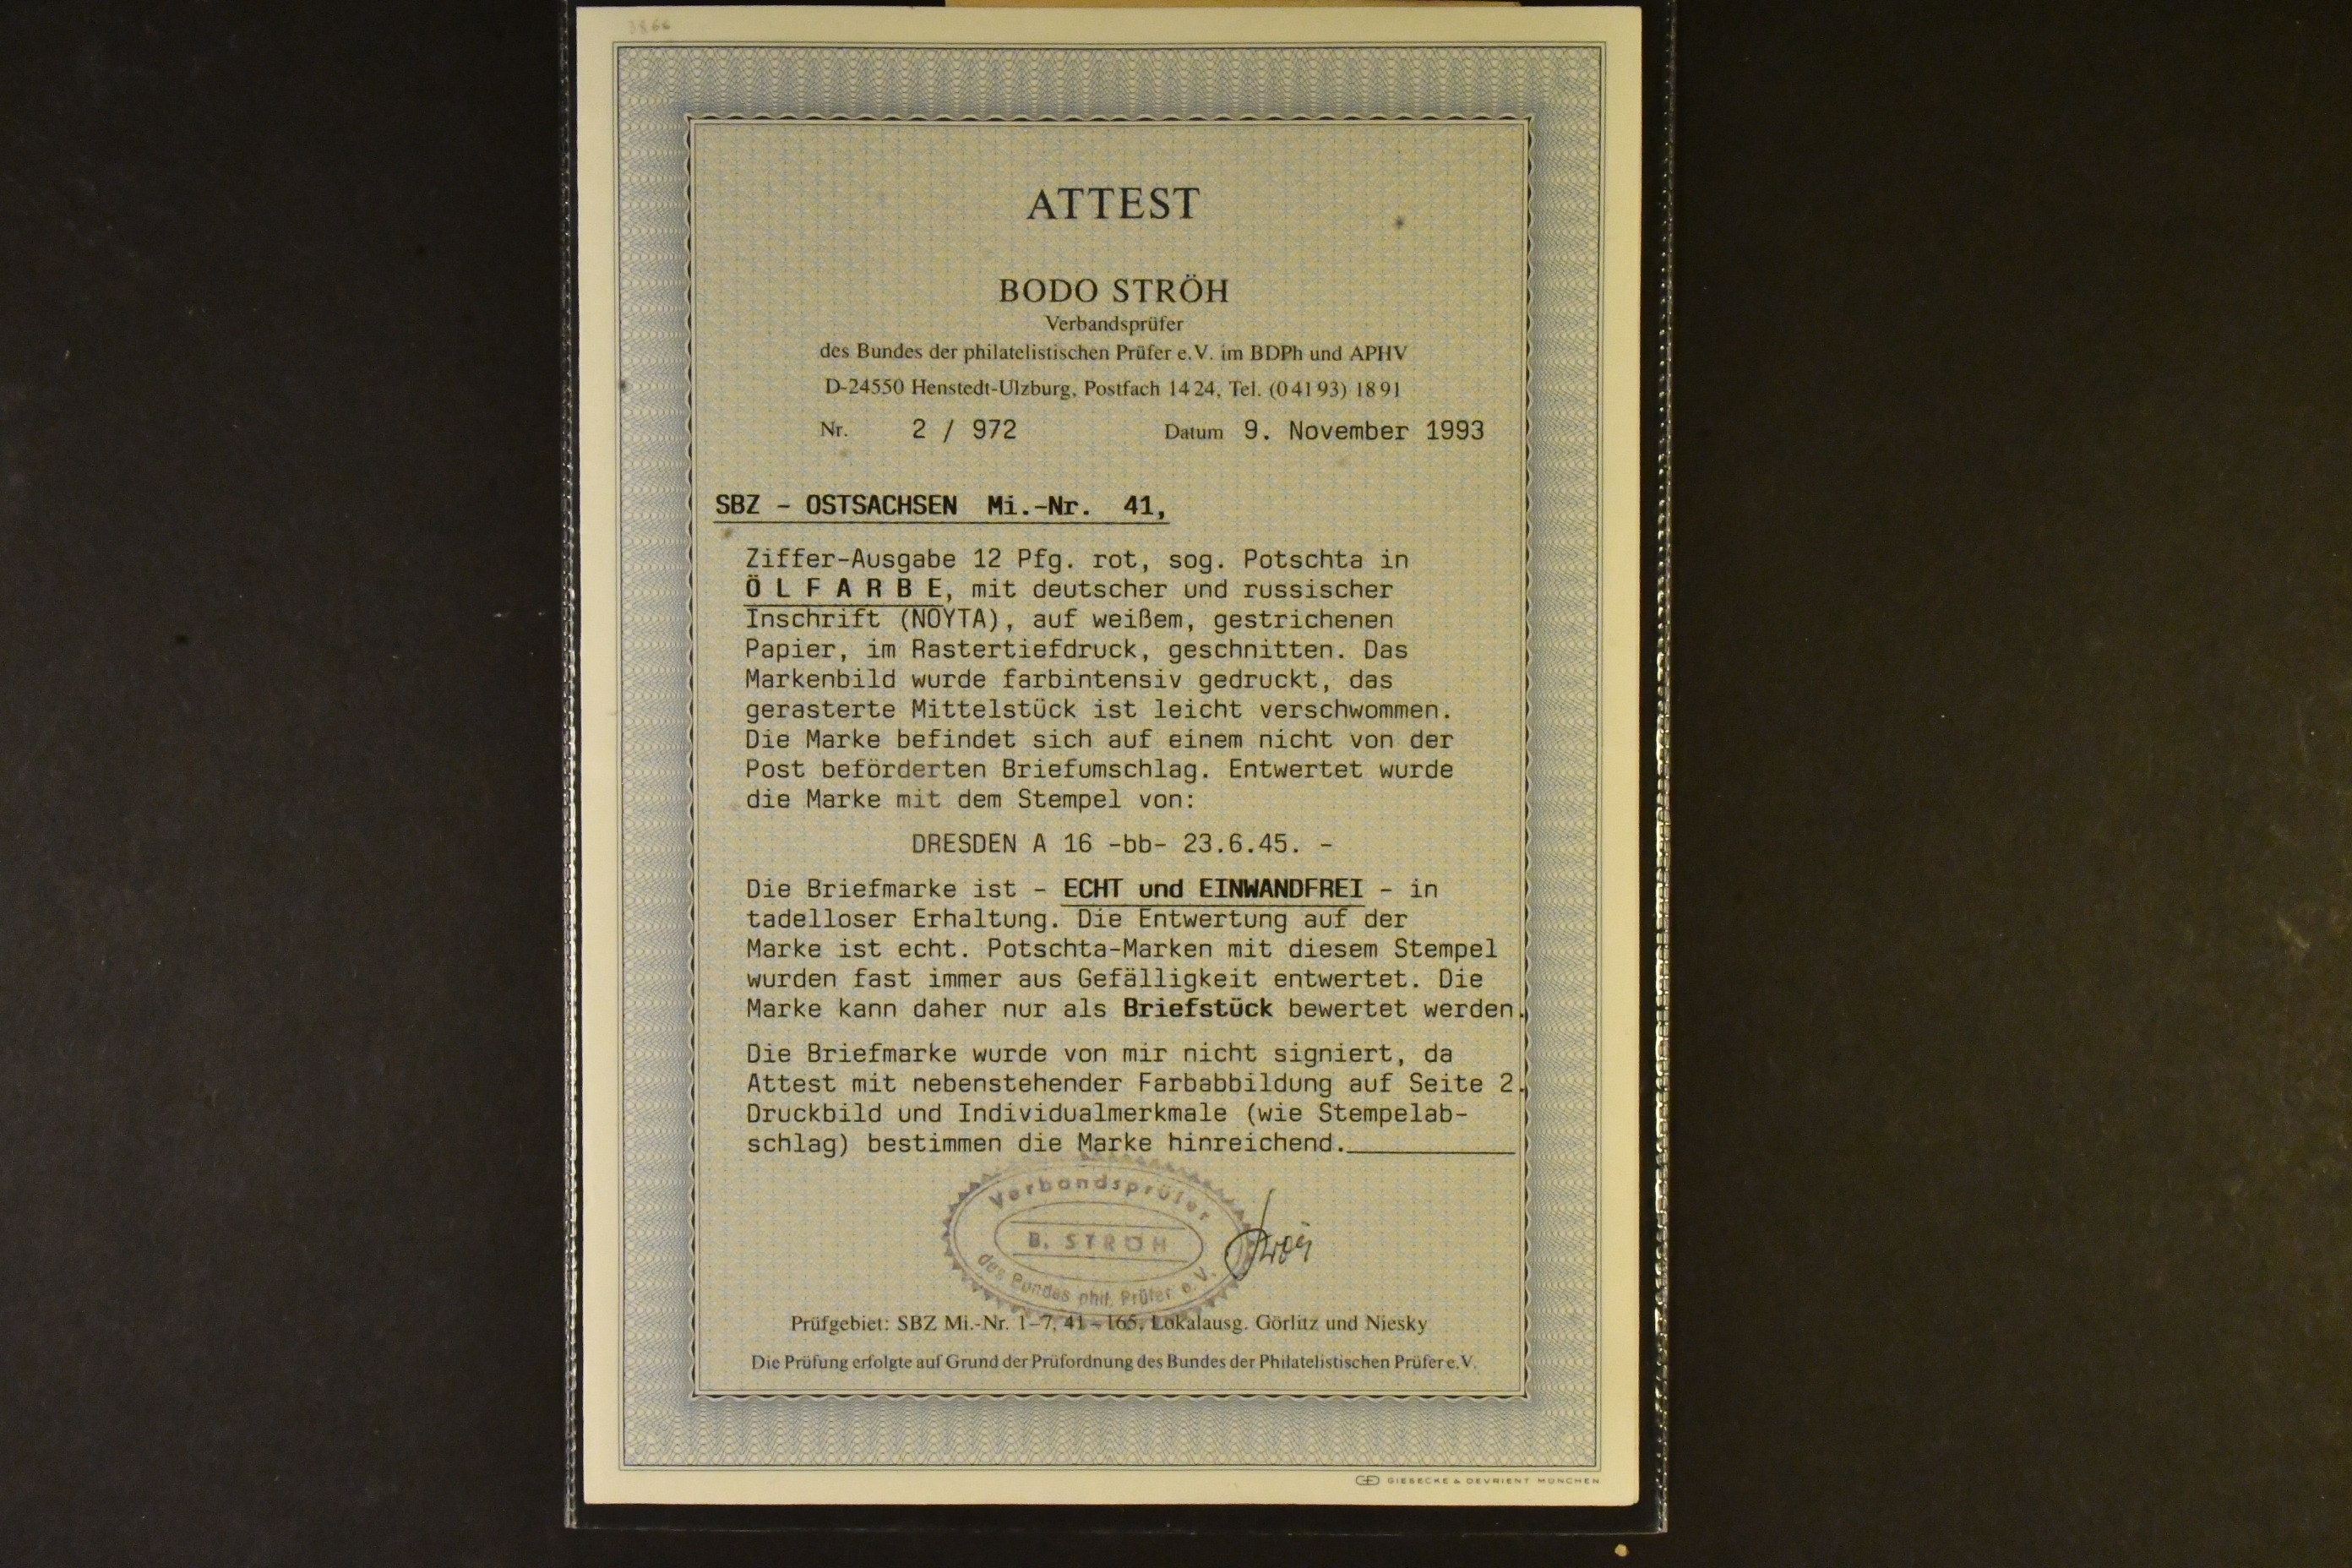 3866
ATTEST
BODO STRÖH
Verbandsprüfer
des Bundes der philatelistischen Prüfer e.V. im BDPh und APHV
D-24550 Henstedt-Ulzburg, Postfach 14 24, Tel. (0 41 93) 18 91
Nr. 2 / 972 Datum 9. November 1993
SBZ - OSTSACHSEN Mi.-Nr. 41,
Ziffer-Ausgabe 12 Pfg. rot, sog. Potschta in
Ö L F A R B E, mit deutscher und russischer
Inschrift (NOYTA), auf weißem, gestrichenen
Papier, im Rastertiefdruck, geschnitten. Das
Markenbild wurde farbintensiv gedruckt, das
gerasterte Mittelstück ist leicht verschwommen.
Die Marke befindet sich auf einem nicht von der
Post beförderten Briefumschlag. Entwertet wurde
die Marke mit dem Stempel von:
DRESDEN A 16 -bb- 23.6.45. -
Die Briefmarke ist - ECHT und EINWANDFREI - in
tadelloser Erhaltung. Die Entwertung auf der
Marke ist echt. Potschta-Marken mit diesem Stempel
wurden fast immer aus Gefälligkeit entwertet. Die
Marke kann daher nur als Briefstück bewertet werden.
Die Briefmarke wurde von mir nicht signiert, da
Attest mit nebenstehender Farbabbildung auf Seite 2.
Druckbild und Individualmerkmale (wie Stempelab-
schlag) bestimmen die Marke hinreichend.
Verbandsprüfer
B. STRÖH
des Bundes phil. Prüfer e.V.
Ströh
Prüfgebiet: SBZ Mi.-Nr. 1-7, 41-165, Lokalausg. Görlitz und Niesky
Die Prüfung erfolgte auf Grund der Prüfordnung des Bundes der Philatelistischen Prüfer e.V.
GIESECKE & DEVRIENT MÜNCHEN